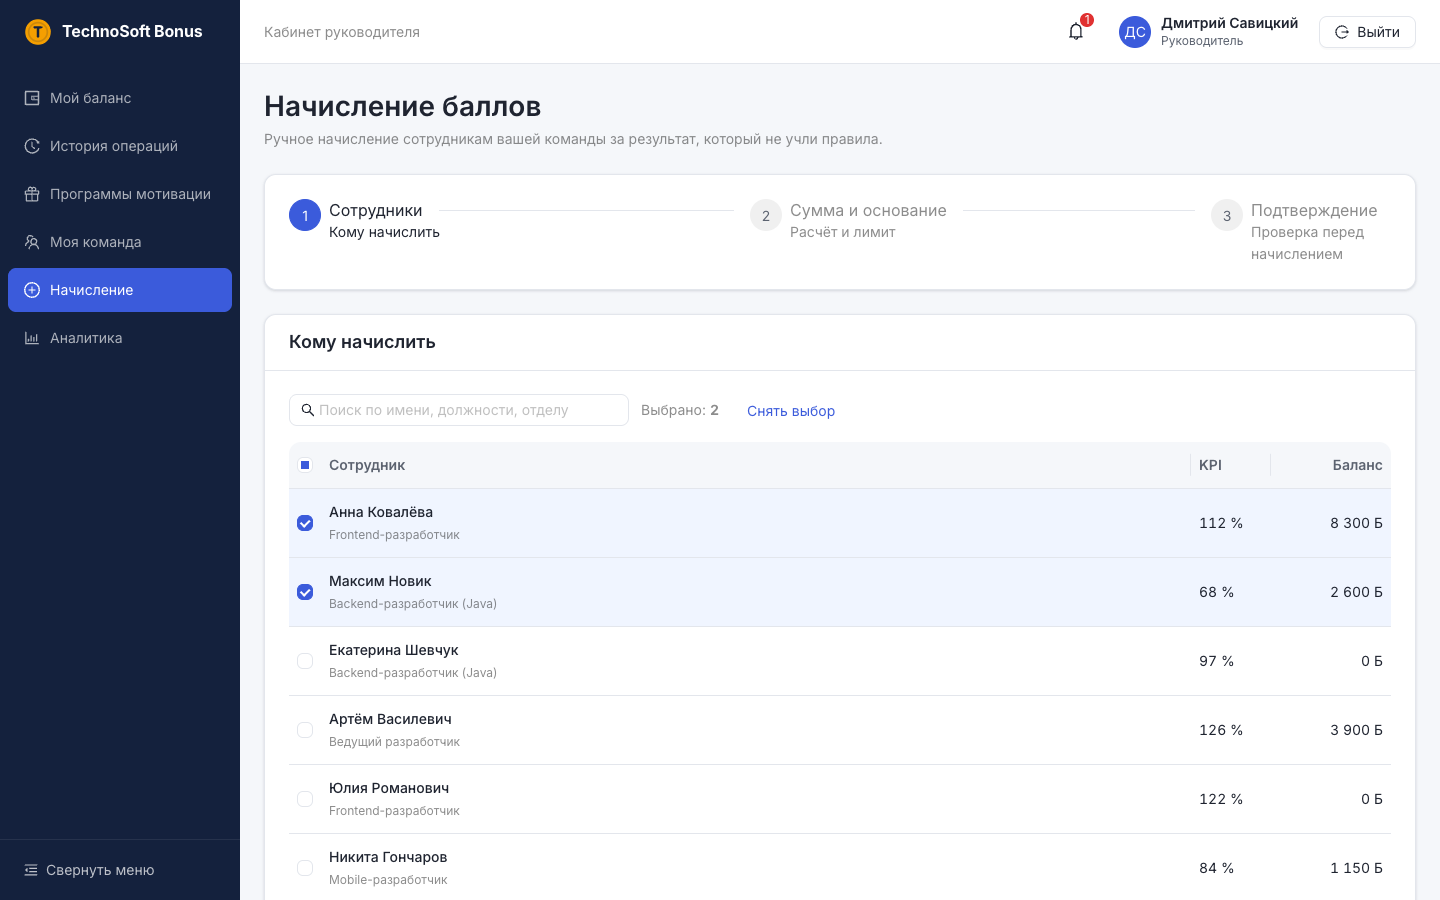 TechnoSoft Bonus
Мой баланс
История операций
Программы мотивации
Моя команда
Начисление
Аналитика
Свернуть меню
Кабинет руководителя
1
ДС
Дмитрий Савицкий
Руководитель
Выйти
Начисление баллов
Ручное начисление сотрудникам вашей команды за результат, который не учли правила.
1
Сотрудники
Кому начислить
2
Сумма и основание
Расчёт и лимит
3
Подтверждение
Проверка перед
начислением
Кому начислить
Поиск по имени, должности, отделу
Выбрано: 2
Снять выбор
Сотрудник KPI Баланс
Анна Ковалёва
Frontend-разработчик
112 % 8 300 Б
Максим Новик
Backend-разработчик (Java)
68 % 2 600 Б
Екатерина Шевчук
Backend-разработчик (Java)
97 % 0 Б
Артём Василевич
Ведущий разработчик
126 % 3 900 Б
Юлия Романович
Frontend-разработчик
122 % 0 Б
Никита Гончаров
Mobile-разработчик
84 % 1 150 Б